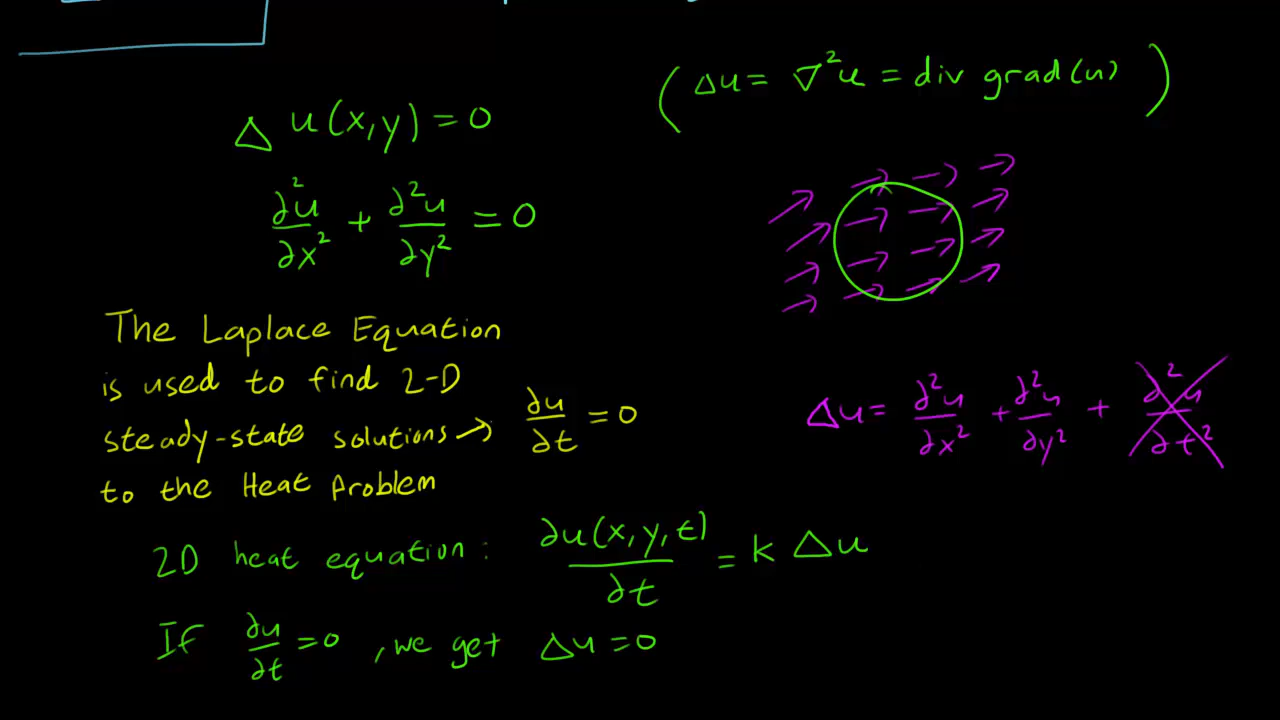 (Δu = ∇²u = div grad(u))
Δ u(x,y) = 0
∂²u/∂x² + ∂²u/∂y² = 0
The Laplace Equation
is used to find 2-D
steady-state solutions → ∂u/∂t = 0
to the Heat Problem
Δu = ∂²u/∂x² + ∂²u/∂y² + ∂²u/∂t²
2D heat equation: ∂u(x,y,t)/∂t = k Δu
If ∂u/∂t = 0, we get Δu = 0